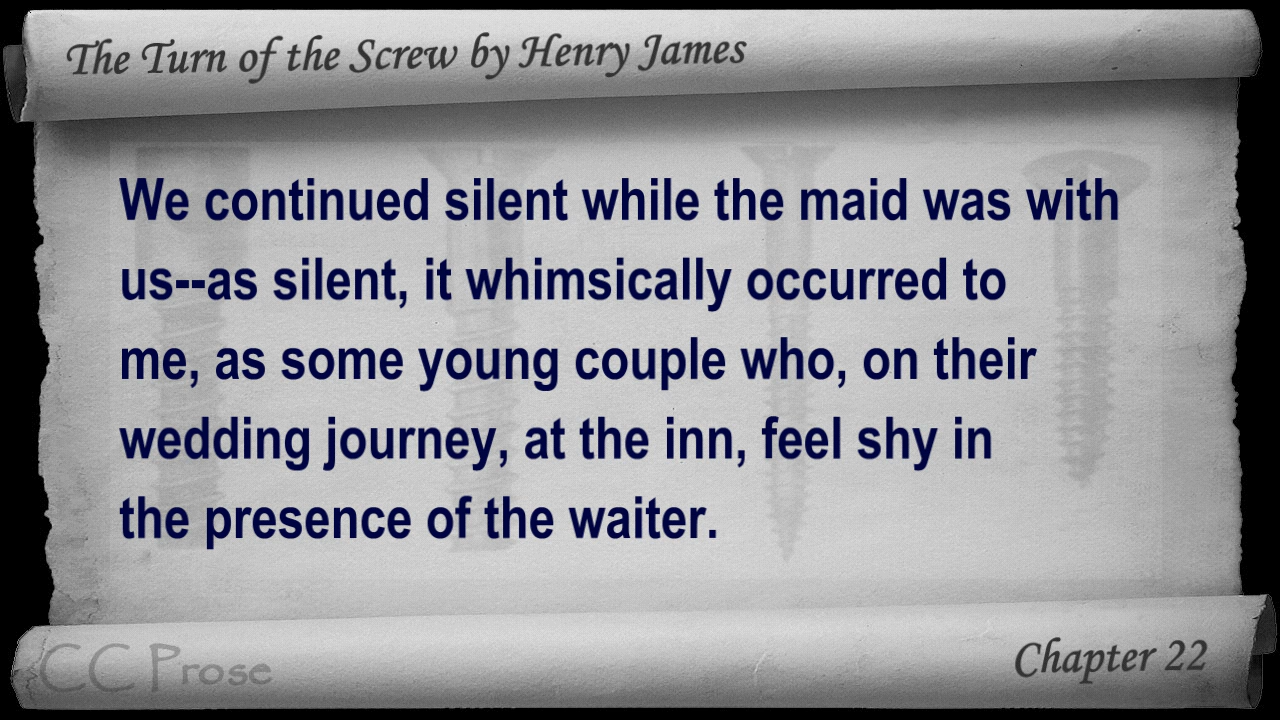 The Turn of the Screw by Henry James
We continued silent while the maid was with
us--as silent, it whimsically occurred to
me, as some young couple who, on their
wedding journey, at the inn, feel shy in
the presence of the waiter.
CC Prose
Chapter 22